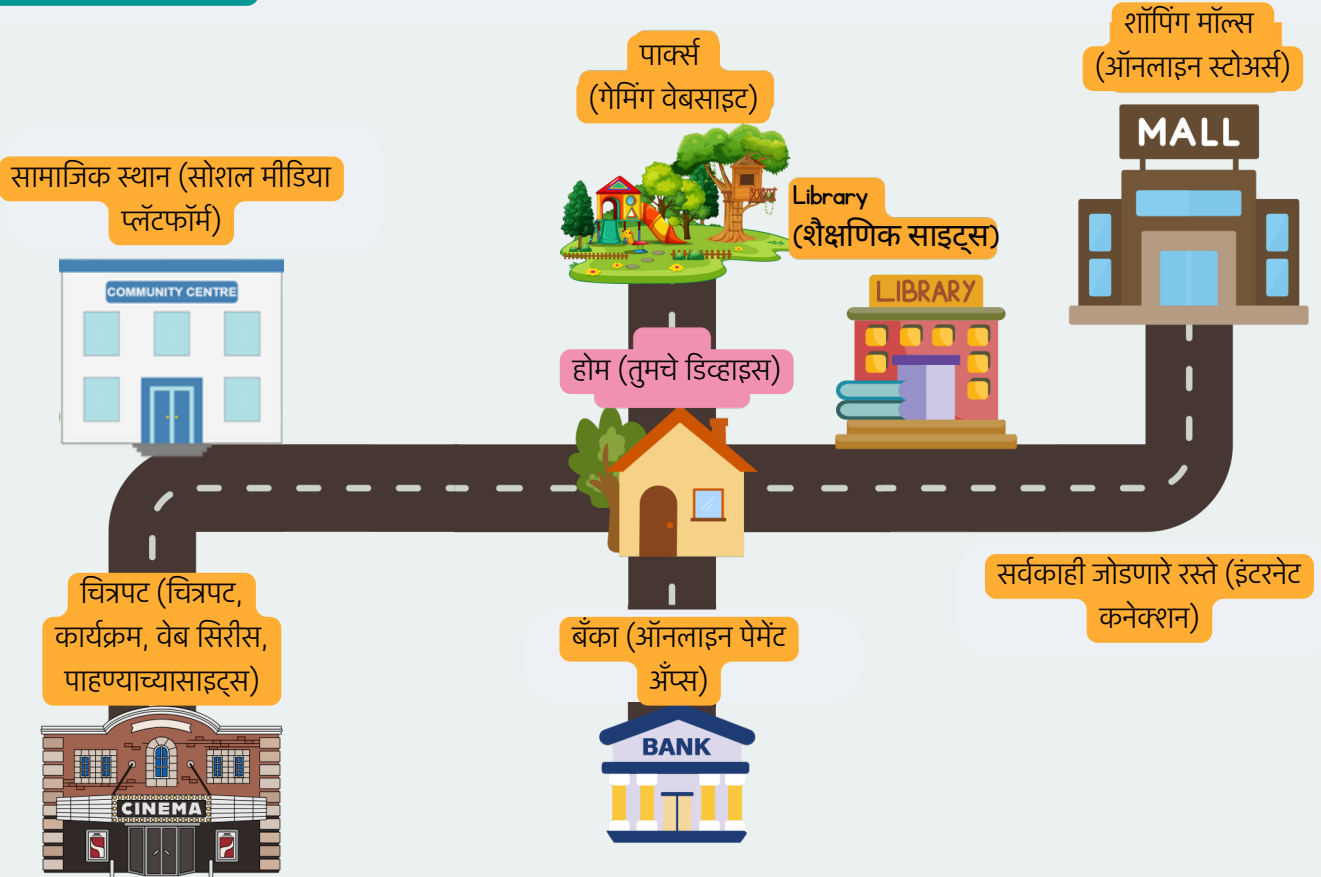 शॉपिंग मॉल्स
(ऑनलाइन स्टोअर्स)
MALL
पार्क्स
(गेमिंग वेबसाइट)
सामाजिक स्थान (सोशल मीडिया
प्लॅटफॉर्म)
COMMUNITY CENTRE
Library
(शैक्षणिक साइट्स)
LIBRARY
होम (तुमचे डिव्हाइस)
सर्वकाही जोडणारे रस्ते (इंटरनेट
कनेक्शन)
चित्रपट (चित्रपट,
कार्यक्रम, वेब सिरीस,
पाहण्याच्यासाइट्स)
CINEMA
बँका (ऑनलाइन पेमेंट
अँप्स)
BANK